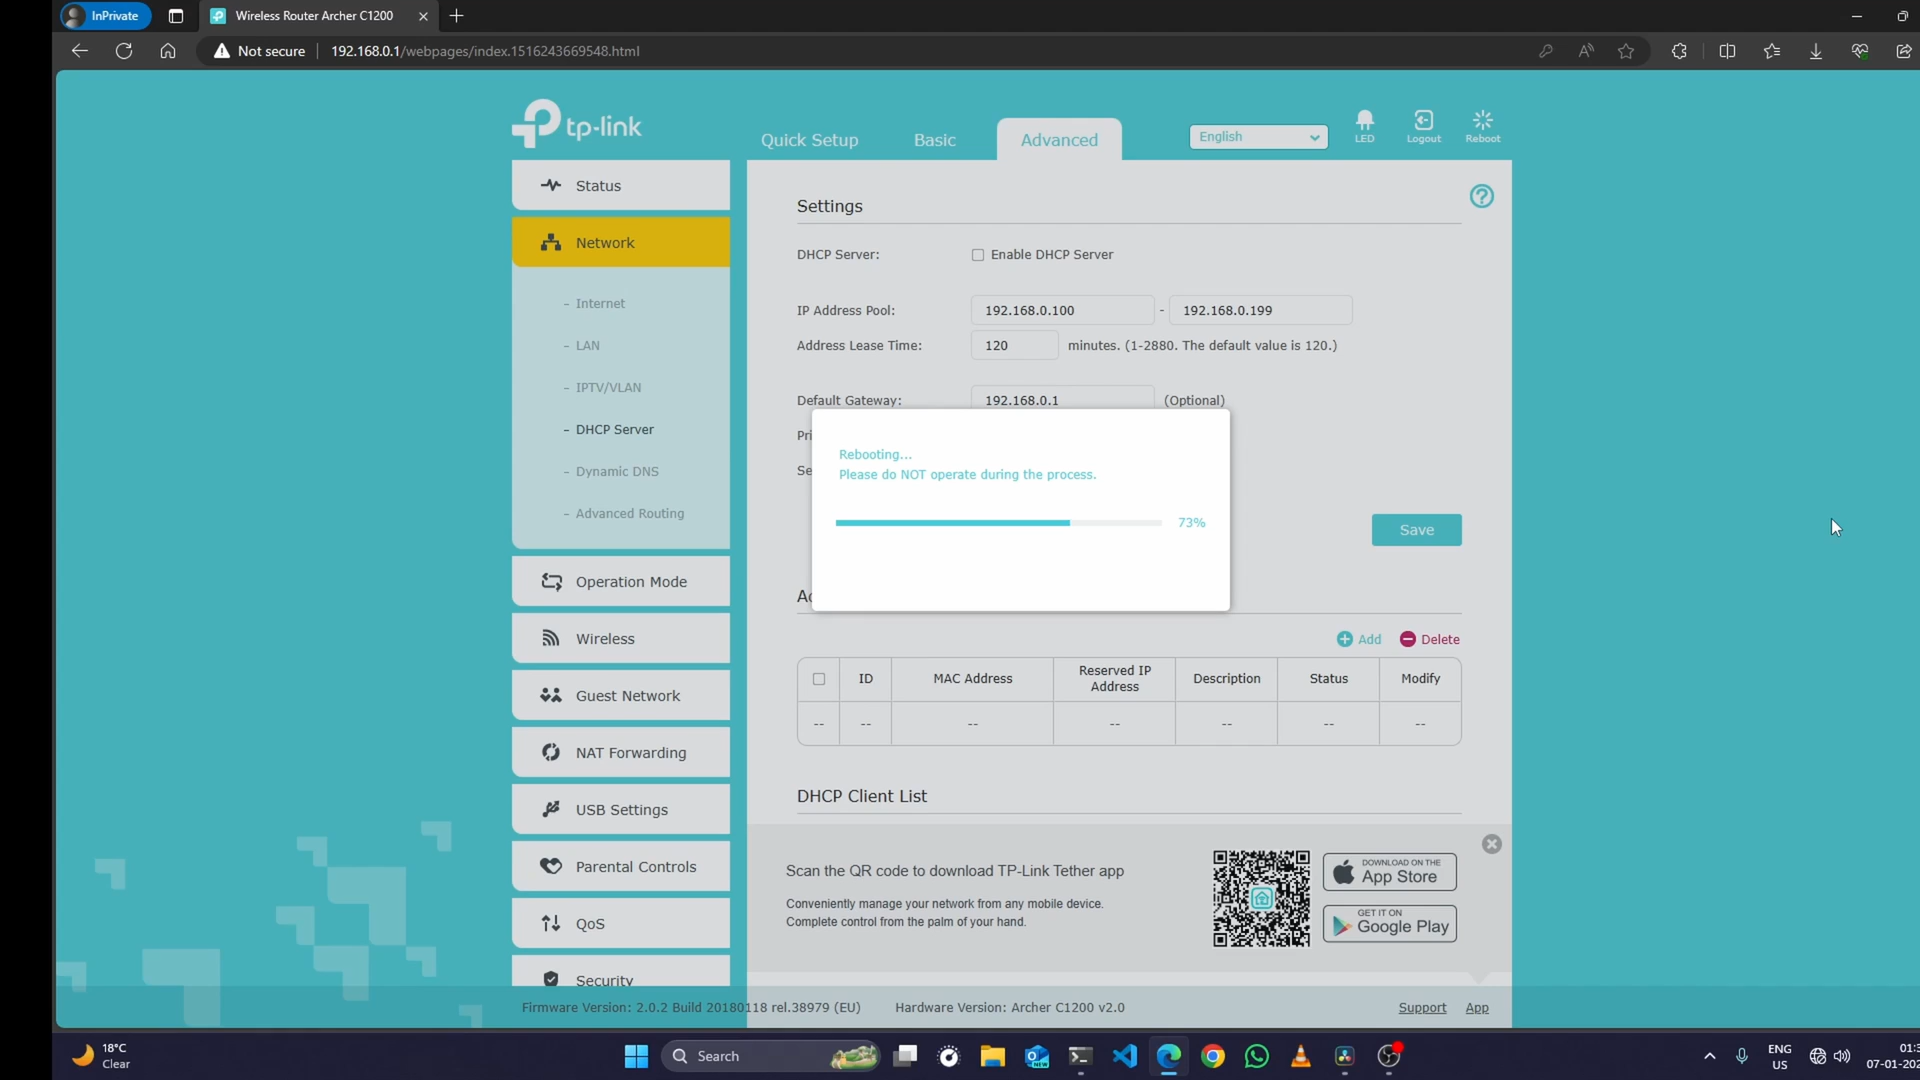 InPrivate
Wireless Router Archer C1200
Not secure
192.168.0.1/webpages/index.1516243669548.html
tp-link
Quick Setup
Basic
Advanced
English
LED
Logout
Reboot
Status
Network
- Internet
- LAN
- IPTV/VLAN
- DHCP Server
- Dynamic DNS
- Advanced Routing
Operation Mode
Wireless
Guest Network
NAT Forwarding
USB Settings
Parental Controls
QoS
Security
Settings
DHCP Server:
Enable DHCP Server
IP Address Pool:
192.168.0.100 - 192.168.0.199
Address Lease Time:
120
minutes. (1-2880. The default value is 120.)
Default Gateway:
192.168.0.1
(Optional)
Pri
Se
Rebooting...
Please do NOT operate during the process.
73%
Save
Add
Delete
ID
MAC Address
Reserved IP
Address
Description
Status
Modify
-- -- -- -- -- -- --
DHCP Client List
Scan the QR code to download TP-Link Tether app
Conveniently manage your network from any mobile device.
Complete control from the palm of your hand.
DOWNLOAD ON THE
App Store
GET IT ON
Google Play
Firmware Version: 2.0.2 Build 20180118 rel.38979 (EU)
Hardware Version: Archer C1200 v2.0
Support
App
18°C
Clear
Search
ENG
US
01:3
07-01-202